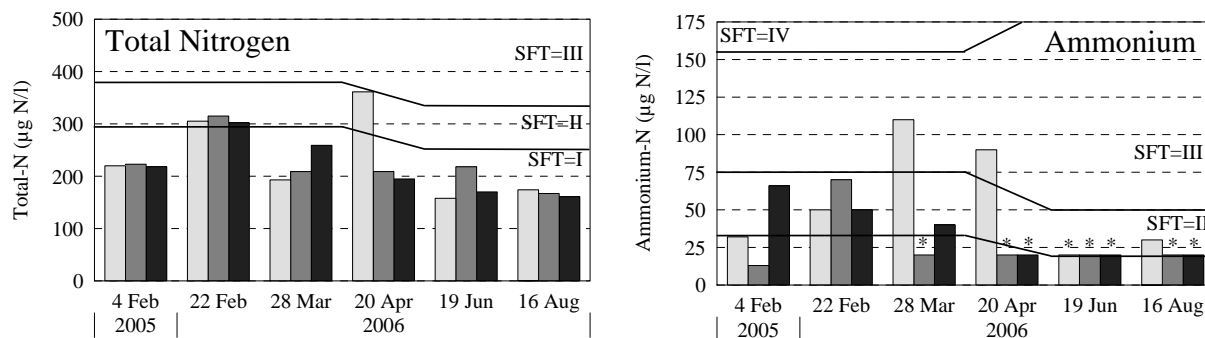 Total Nitrogen
Total-N (µg N/l)
500
400
300
200
100
0
SFT=III
SFT=II
SFT=I
4 Feb 22 Feb 28 Mar 20 Apr 19 Jun 16 Aug
2005 2006
Ammonium
Ammonium-N (µg N/l)
175
150
125
100
75
50
25
0
SFT=IV
SFT=III
SFT=II
* * * * * * * *
4 Feb 22 Feb 28 Mar 20 Apr 19 Jun 16 Aug
2005 2006